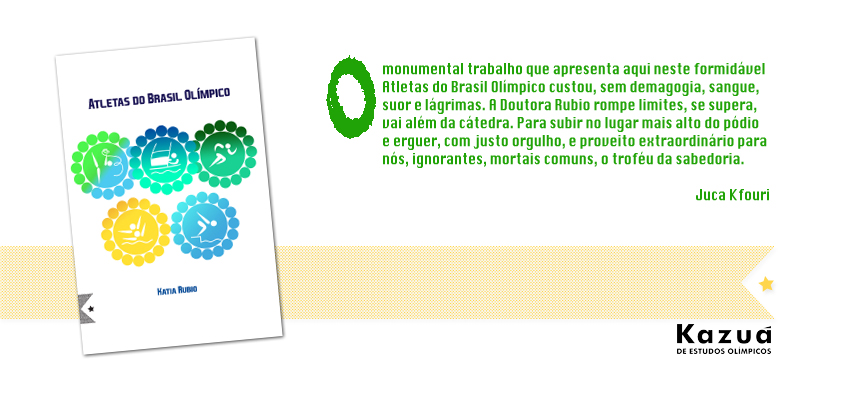 Atletas do Brasil Olímpico
Katia Rubio
O monumental trabalho que apresenta aqui neste formidável
Atletas do Brasil Olímpico custou, sem demagogia, sangue,
suor e lágrimas. A Doutora Rubio rompe limites, se supera,
vai além da cátedra. Para subir no lugar mais alto do pódio
e erguer, com justo orgulho, e proveito extraordinário para
nós, ignorantes, mortais comuns, o troféu da sabedoria.
Juca Kfouri
Kazuá
DE ESTUDOS OLÍMPICOS